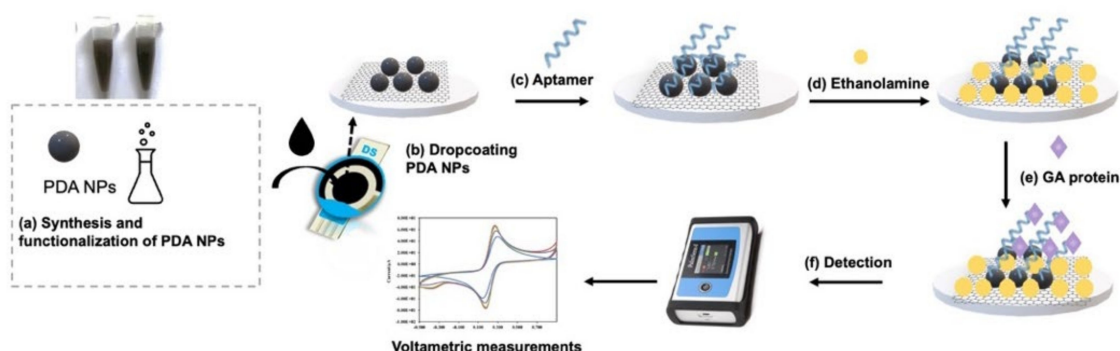 PDA NPs
(a) Synthesis and
functionalization of PDA NPs
DS
(b) Dropcoating
PDA NPs
(c) Aptamer
(d) Ethanolamine
(e) GA protein
(f) Detection
Voltametric measurements